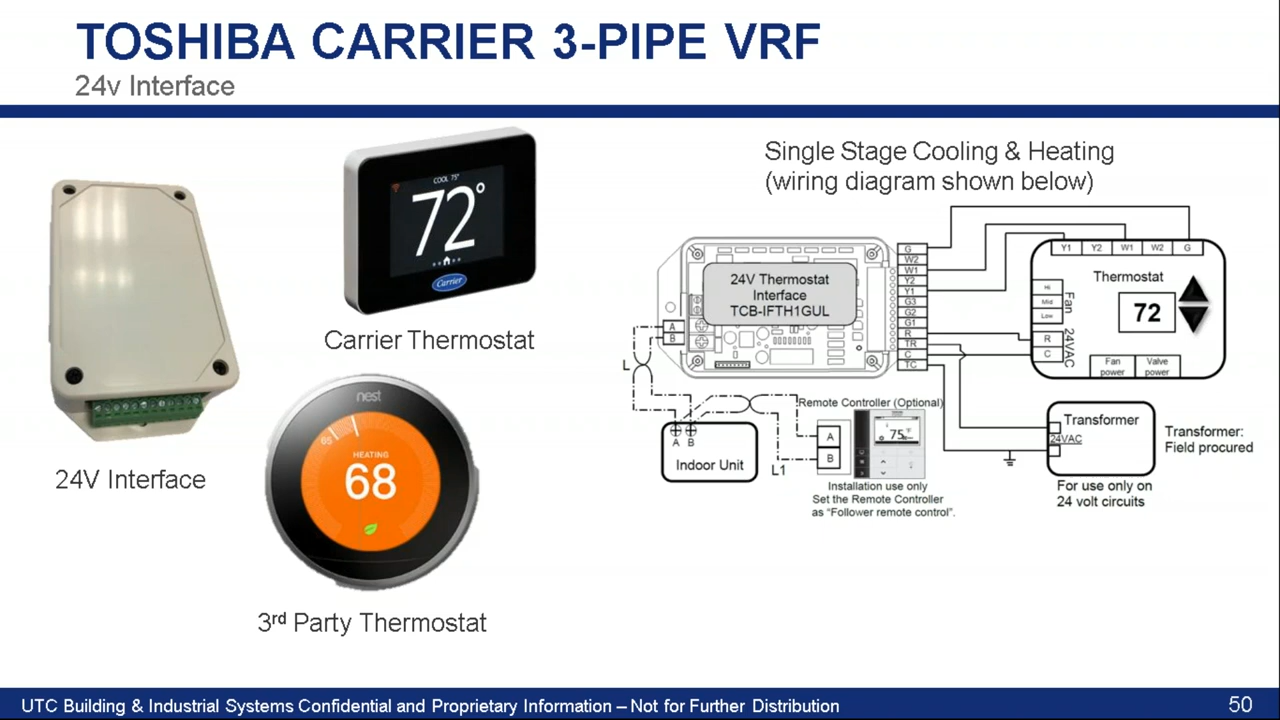 TOSHIBA CARRIER 3-PIPE VRF
24v Interface
COOL 75°
72°
Carrier
Carrier Thermostat
24V Interface
nest
65
HEATING
68
3rd Party Thermostat
Single Stage Cooling & Heating
(wiring diagram shown below)
24V Thermostat
Interface
TCB-IFTH1GUL
G
W2
W1
Y2
Y1
G3
G2
G1
R
TR
C
TC
A
B
L
Y1 Y2 W1 W2 G
Thermostat
72
Hi
Mid
Low
Fan
24VAC
R
C
Fan
power
Valve
power
Remote Controller (Optional)
75
A
B
A B
Indoor Unit
L1
Installation use only
Set the Remote Controller
as “Follower remote control”.
Transformer
24VAC
Transformer:
Field procured
For use only on
24 volt circuits
UTC Building & Industrial Systems Confidential and Proprietary Information – Not for Further Distribution
50